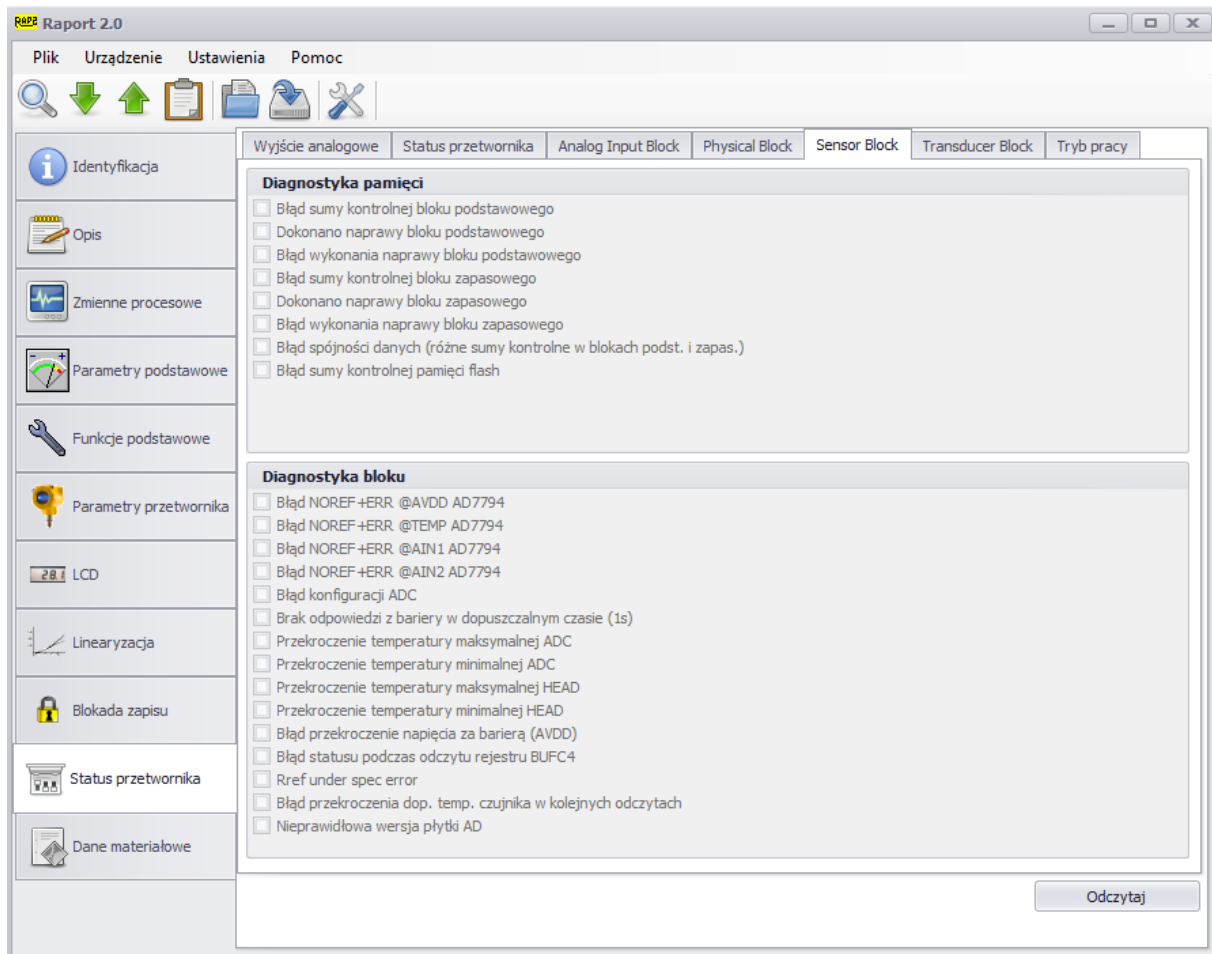 RAP2 Raport 2.0
Plik Urządzenie Ustawienia Pomoc
Identyfikacja
Opis
Zmienne procesowe
Parametry podstawowe
Funkcje podstawowe
Parametry przetwornika
28.1 LCD
Linearyzacja
Blokada zapisu
Status przetwornika
Dane materiałowe
Wyjście analogowe Status przetwornika Analog Input Block Physical Block Sensor Block Transducer Block Tryb pracy
Diagnostyka pamięci
Błąd sumy kontrolnej bloku podstawowego
Dokonano naprawy bloku podstawowego
Błąd wykonania naprawy bloku podstawowego
Błąd sumy kontrolnej bloku zapasowego
Dokonano naprawy bloku zapasowego
Błąd wykonania naprawy bloku zapasowego
Błąd spójności danych (różne sumy kontrolne w blokach podst. i zapas.)
Błąd sumy kontrolnej pamięci flash
Diagnostyka bloku
Błąd NOREF+ERR @AVDD AD7794
Błąd NOREF+ERR @TEMP AD7794
Błąd NOREF+ERR @AIN1 AD7794
Błąd NOREF+ERR @AIN2 AD7794
Błąd konfiguracji ADC
Brak odpowiedzi z bariery w dopuszczalnym czasie (1s)
Przekroczenie temperatury maksymalnej ADC
Przekroczenie temperatury minimalnej ADC
Przekroczenie temperatury maksymalnej HEAD
Przekroczenie temperatury minimalnej HEAD
Błąd przekroczenie napięcia za barierą (AVDD)
Błąd statusu podczas odczytu rejestru BUFC4
Rref under spec error
Błąd przekroczenia dop. temp. czujnika w kolejnych odczytach
Nieprawidłowa wersja płytki AD
Odczytaj